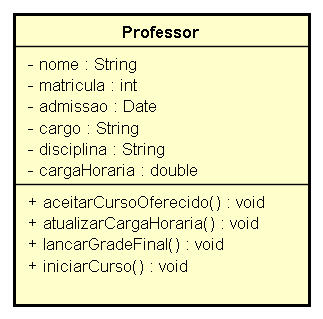 Professor
- nome : String
- matricula : int
- admissao : Date
- cargo : String
- disciplina : String
- cargaHoraria : double
+ aceitarCursoOferecido() : void
+ atualizarCargaHoraria() : void
+ lancarGradeFinal() : void
+ iniciarCurso() : void